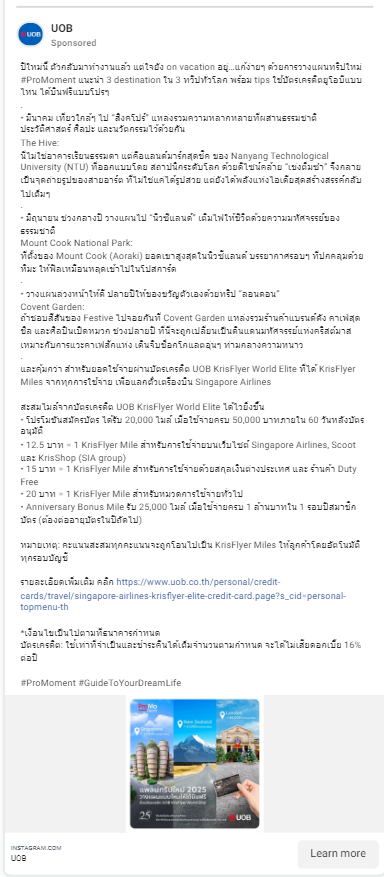 UOB
UOB
Sponsored
ปีใหม่นี้ ตัวกลับมาทำงานแล้ว แต่ใจยัง on vacation อยู่...แก้ง่ายๆ ด้วยการวางแผนทริปใหม่
#ProMoment แนะนำ 3 destination ใน 3 ทริปทั่วโลก พร้อม tips ใช้บัตรเครดิตยูโอบีแบบ
ไหน ได้บินฟรีแบบโปรๆ
.
• มีนาคม เที่ยวใกล้ๆ ไป "สิงคโปร์" แหล่งรวมความหลากหลายที่ผสานธรรมชาติ
ประวัติศาสตร์ ศิลปะ และนวัตกรรมไว้ด้วยกัน
The Hive:
นี่ไม่ใช่อาคารเรียนธรรมดา แต่คือแลนด์มาร์กสุดชิค ของ Nanyang Technological
University (NTU) ที่ออกแบบโดย สถาปนิกระดับโลก ด้วยดีไซน์คล้าย "เข่งติ่มซำ" จึงกลาย
เป็นจุดถ่ายรูปของสายอาร์ต ที่ไม่ใช่แค่ได้รูปสวย แต่ยังได้พลังแห่งไอเดียสุดสร้างสรรค์กลับ
ไปเต็มๆ
.
• มิถุนายน ช่วงกลางปี วางแผนไป "นิวซีแลนด์" เติมไฟให้ชีวิตด้วยความมหัศจรรย์ของ
ธรรมชาติ
Mount Cook National Park:
ที่ตั้งของ Mount Cook (Aoraki) ยอดเขาสูงสุดในนิวซีแลนด์ บรรยากาศรอบๆ ที่ปกคลุมด้วย
หิมะ ให้ฟีลเหมือนหลุดเข้าไปในโปสการ์ด
.
• วางแผนล่วงหน้าให้ดี ปลายปีให้ของขวัญตัวเองด้วยทริป "ลอนดอน"
Covent Garden:
ถ้าชอบสีสันของ Festive ไปจอยกันที่ Covent Garden แหล่งรวมร้านค้าแบรนด์ดัง คาเฟ่สุด
ชิล และศิลปินเปิดหมวก ช่วงปลายปี ที่นี่จะถูกเปลี่ยนเป็นดินแดนมหัศจรรย์แห่งคริสต์มาส
เหมาะกับการแวะคาเฟ่สักแห่ง เดินจิบช็อกโกแลตอุ่นๆ ท่ามกลางความหนาว
.
และคุ้มกว่า สำหรับยอดใช้จ่ายผ่านบัตรเครดิต UOB KrisFlyer World Elite ที่ได้ KrisFlyer
Miles จากทุกการใช้จ่าย เพื่อแลกตั๋วเครื่องบิน Singapore Airlines
สะสมไมล์จากบัตรเครดิต UOB KrisFlyer World Elite ได้ไวยิ่งขึ้น
• โปรโมชันสมัครบัตร ได้รับ 20,000 ไมล์ เมื่อใช้จ่ายครบ 50,000 บาทภายใน 60 วันหลังบัตร
อนุมัติ
• 12.5 บาท = 1 KrisFlyer Mile สำหรับการใช้จ่ายบนเว็บไซต์ Singapore Airlines, Scoot
และ KrisShop (SIA group)
• 15 บาท = 1 KrisFlyer Mile สำหรับการใช้จ่ายด้วยสกุลเงินต่างประเทศ และ ร้านค้า Duty
Free
• 20 บาท = 1 KrisFlyer Mile สำหรับหมวดการใช้จ่ายทั่วไป
• Anniversary Bonus Mile รับ 25,000 ไมล์ เมื่อใช้จ่ายครบ 1 ล้านบาทใน 1 รอบปีสมาชิก
บัตร (ต้องต่ออายุบัตรในปีถัดไป)
หมายเหตุ: คะแนนสะสมทุกคะแนนจะถูกโอนไปเป็น KrisFlyer Miles ให้ลูกค้าโดยอัตโนมัติ
ทุกรอบบัญชี
รายละเอียดเพิ่มเติม คลิก https://www.uob.co.th/personal/credit-
cards/travel/singapore-airlines-krisflyer-elite-credit-card.page?s_cid=personal-
topmenu-th
*เงื่อนไขเป็นไปตามที่ธนาคารกำหนด
บัตรเครดิต: ใช้เท่าที่จำเป็นและชำระคืนได้เต็มจำนวนตามกำหนด จะได้ไม่เสียดอกเบี้ย 16%
ต่อปี
#ProMoment #GuideToYourDreamLife
Singapore
New Zealand
London
แพลนทริปใหม่ 2025
วางแผนแบบไหนให้ได้บินฟรี
UOB
INSTAGRAM.COM
UOB
Learn more